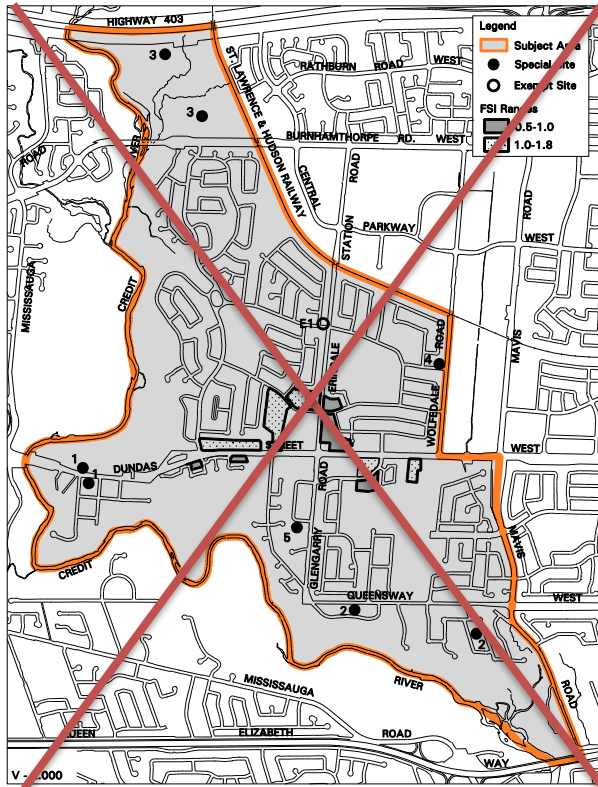 HIGHWAY 403
Legend
Subject Area
Special Site
Exempt Site
FSI Ranges
0.5-1.0
1.0-1.8
3
3
ST. LAWRENCE & HUDSON RAILWAY
RATHBURN ROAD WEST
BURNHAMTHORPE RD. WEST
ROAD
CENTRAL
ROAD
STATION
PARKWAY
WEST
ROAD
MISSISSAUGA
CREDIT
MAVIS
E1
ROAD
4
WOLFEDALE
WEST
STREET
1
1
DUNDAS
ROAD
MAVIS
5
GLENGARRY
CREDIT
QUEENSWAY
WEST
2
2
MISSISSAUGA
RIVER
ROAD
ELIZABETH
ROAD
WAY